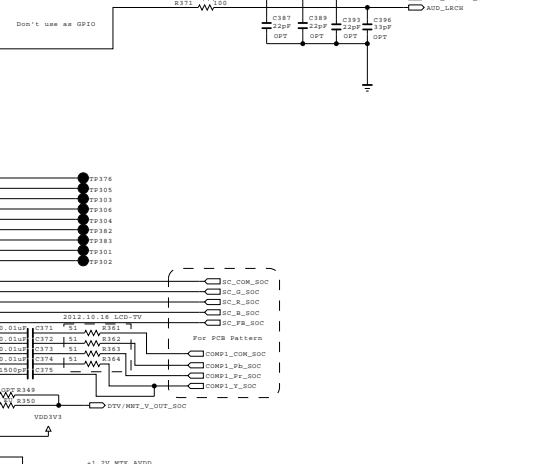 R371 100
AUD_LRCH
Don't use as GPIO
C387 C389 C393 C396
22pF 22pF 22pF 33pF
OPT OPT OPT OPT
TP376
TP305
TP303
TP306
TP304
TP382
TP383
TP301
TP302
SC_COM_SOC
SC_G_SOC
SC_R_SOC
SC_B_SOC
SC_FB_SOC
2012.10.16 LCD-TV
0.01uF C371 51 R361
0.01uF C372 51 R362
0.01uF C373 51 R363
0.01uF C374 51 R364
1500pF C375
For PCB Pattern
COMP1_COM_SOC
COMP1_Pb_SOC
COMP1_Pr_SOC
COMP1_Y_SOC
OPT R349
R350
DTV/MNT_V_OUT_SOC
VDD3V3
+1.2V_MTK_AVDD